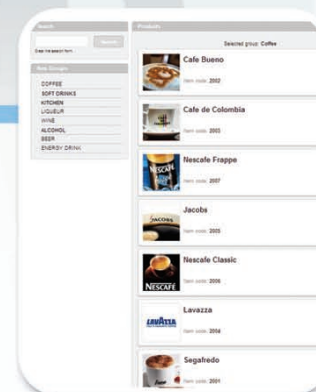 Search
Search
Clear the search form
Item Groups
COFFEE
SOFT DRINKS
KITCHEN
LIQUEUR
WINE
ALCOHOL
BEER
ENERGY DRINK
Products
Selected group: Coffee
Cafe Bueno
Item code: 2002
Cafe de Colombia
Item code: 2003
NESCAFÉ
Nescafe Frappe
Item code: 2007
JACOBS
Jacobs
Item code: 2005
NESCAFÉ
Nescafe Classic
Item code: 2006
LAVAZZA
Lavazza
Item code: 2004
Segafredo
Item code: 2001